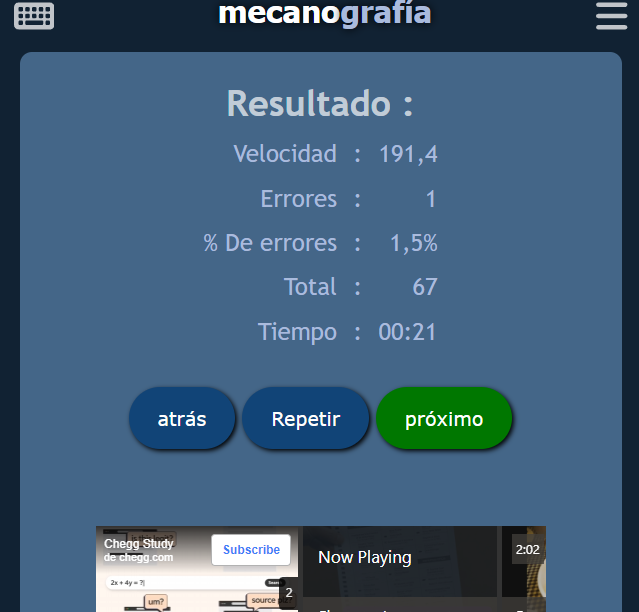 mecanografía
Resultado :
Velocidad : 191,4
Errores : 1
% De errores : 1,5%
Total : 67
Tiempo : 00:21
atrás Repetir próximo
Chegg Study
de chegg.com
Subscribe
Now Playing
2:02
2x + 4y = ?|
um?
2